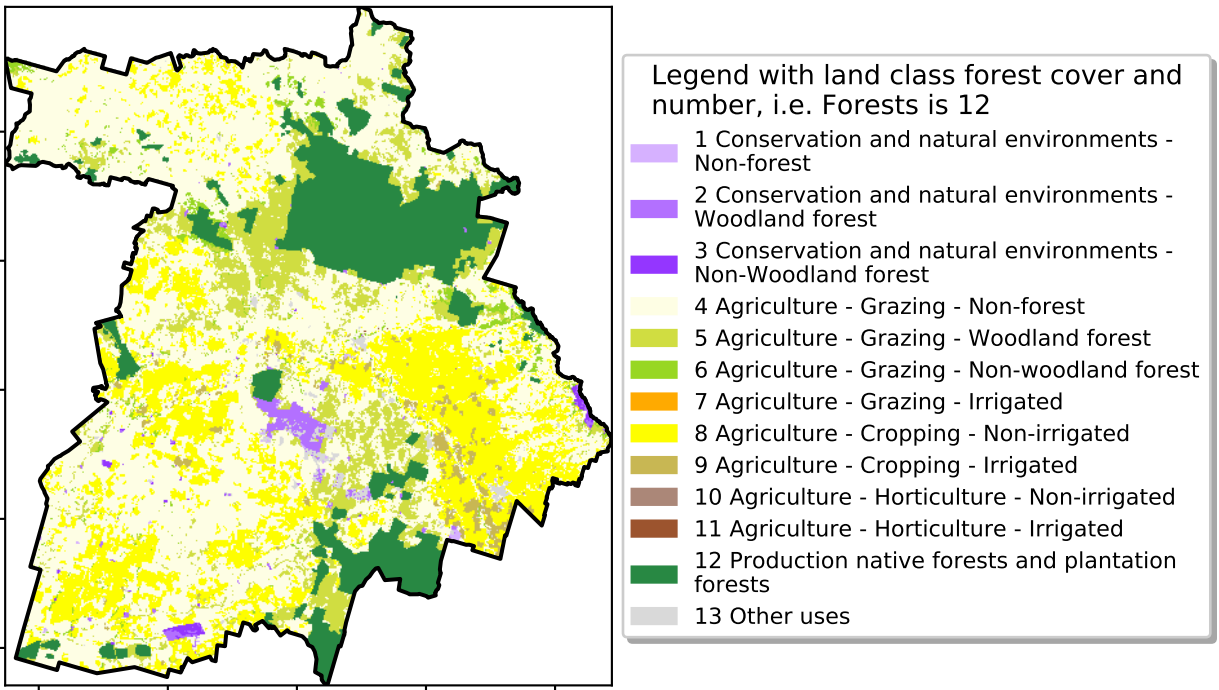 Legend with land class forest cover and
number, i.e. Forests is 12
1 Conservation and natural environments -
Non-forest
2 Conservation and natural environments -
Woodland forest
3 Conservation and natural environments -
Non-Woodland forest
4 Agriculture - Grazing - Non-forest
5 Agriculture - Grazing - Woodland forest
6 Agriculture - Grazing - Non-woodland forest
7 Agriculture - Grazing - Irrigated
8 Agriculture - Cropping - Non-irrigated
9 Agriculture - Cropping - Irrigated
10 Agriculture - Horticulture - Non-irrigated
11 Agriculture - Horticulture - Irrigated
12 Production native forests and plantation
forests
13 Other uses